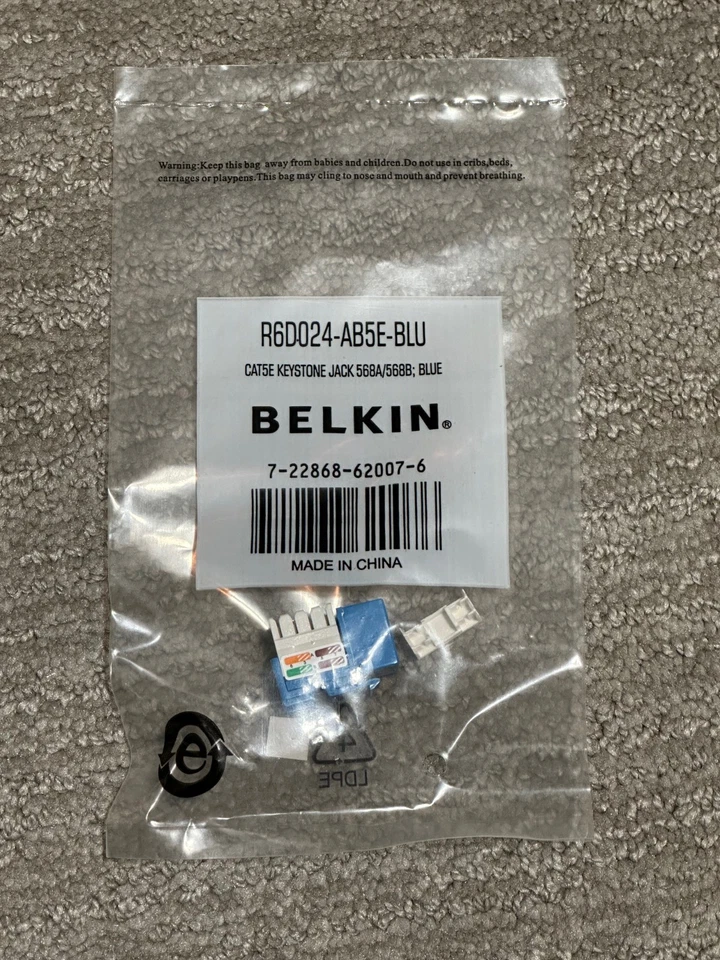 Warning:Keep this bag away from babies and children.Do not use in cribs,beds,
carriages or playpens.This bag may cling to nose and mouth and prevent breathing.
R6D024-AB5E-BLU
CAT5E KEYSTONE JACK 568A/568B; BLUE
BELKIN®
7-22868-62007-6
MADE IN CHINA
e
4
LDPE